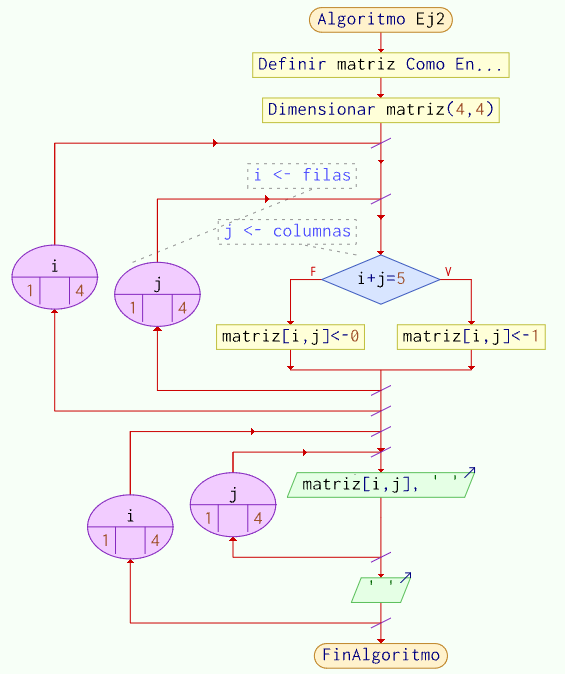 Algoritmo Ej2
Definir matriz Como En...
Dimensionar matriz(4,4)
i <- filas
j <- columnas
i
1 4
j
1 4
F
i+j=5
V
matriz[i,j]<-0
matriz[i,j]<-1
i
1 4
j
1 4
matriz[i,j], ' '
' '
FinAlgoritmo